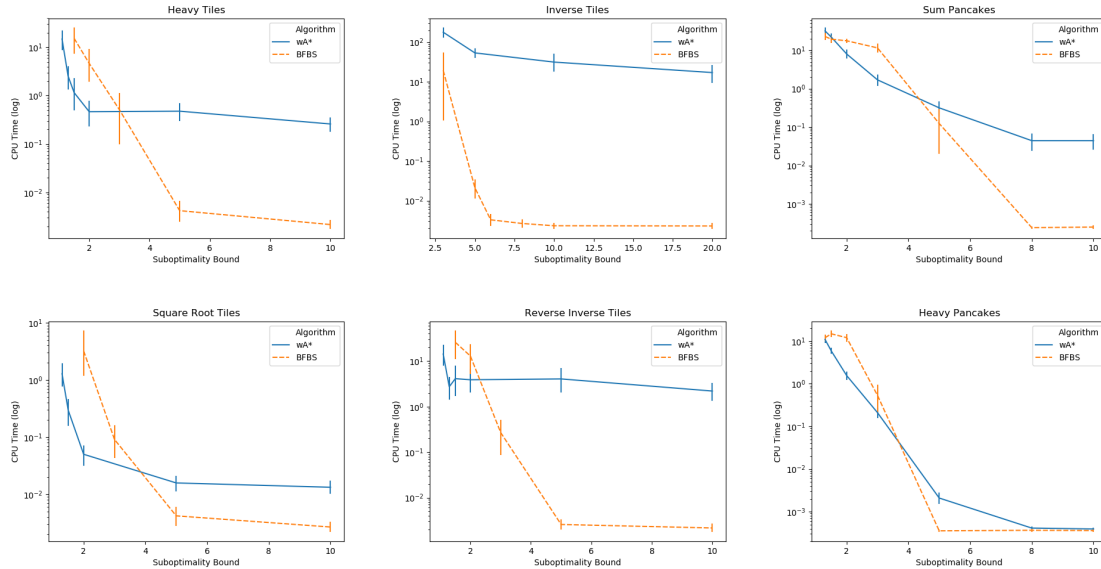 Heavy Tiles
CPU Time (log)
10¹
10⁰
10⁻¹
10⁻²
Algorithm
wA*
BFBS
2
4
6
8
10
Suboptimality Bound
Inverse Tiles
CPU Time (log)
10²
10¹
10⁰
10⁻¹
10⁻²
Algorithm
wA*
BFBS
2.5
5.0
7.5
10.0
12.5
15.0
17.5
20.0
Suboptimality Bound
Sum Pancakes
CPU Time (log)
10¹
10⁰
10⁻¹
10⁻²
10⁻³
Algorithm
wA*
BFBS
2
4
6
8
10
Suboptimality Bound
Square Root Tiles
CPU Time (log)
10¹
10⁰
10⁻¹
10⁻²
Algorithm
wA*
BFBS
2
4
6
8
10
Suboptimality Bound
Reverse Inverse Tiles
CPU Time (log)
10¹
10⁰
10⁻¹
10⁻²
Algorithm
wA*
BFBS
2
4
6
8
10
Suboptimality Bound
Heavy Pancakes
CPU Time (log)
10¹
10⁰
10⁻¹
10⁻²
10⁻³
Algorithm
wA*
BFBS
2
4
6
8
10
Suboptimality Bound